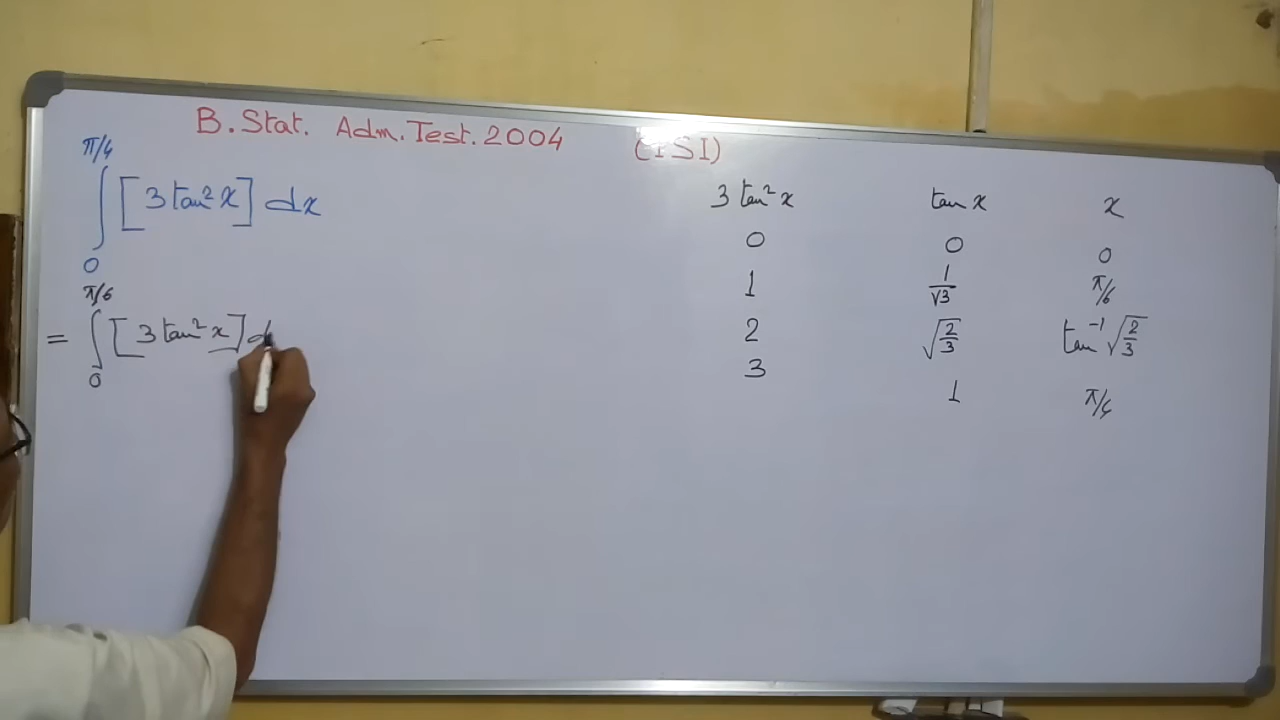 B.Stat. Adm.Test.2004 (ISI)
π/4
∫ [3 tan² x] dx
0
π/6
= ∫ [3 tan² x] d
0
3 tan² x tan x x
0 0 0
1 1/√3 π/6
2 √(2/3) tan⁻¹ √(2/3)
3 1 π/4